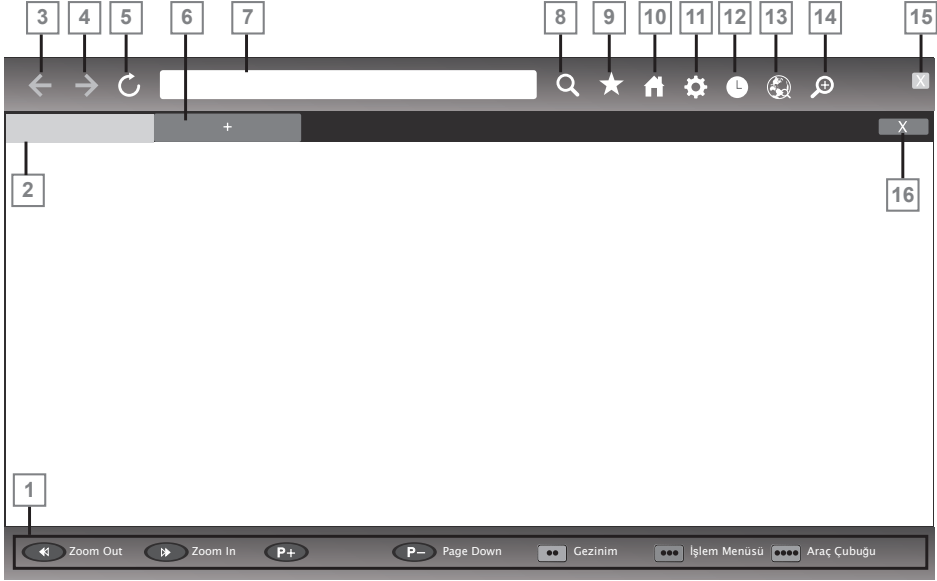 3 4 5 6 7 8 9 10 11 12 13 14 15
X
+ X
2 16
1
Zoom Out Zoom In P+ P− Page Down Gezinim İşlem Menüsü Araç Çubuğu